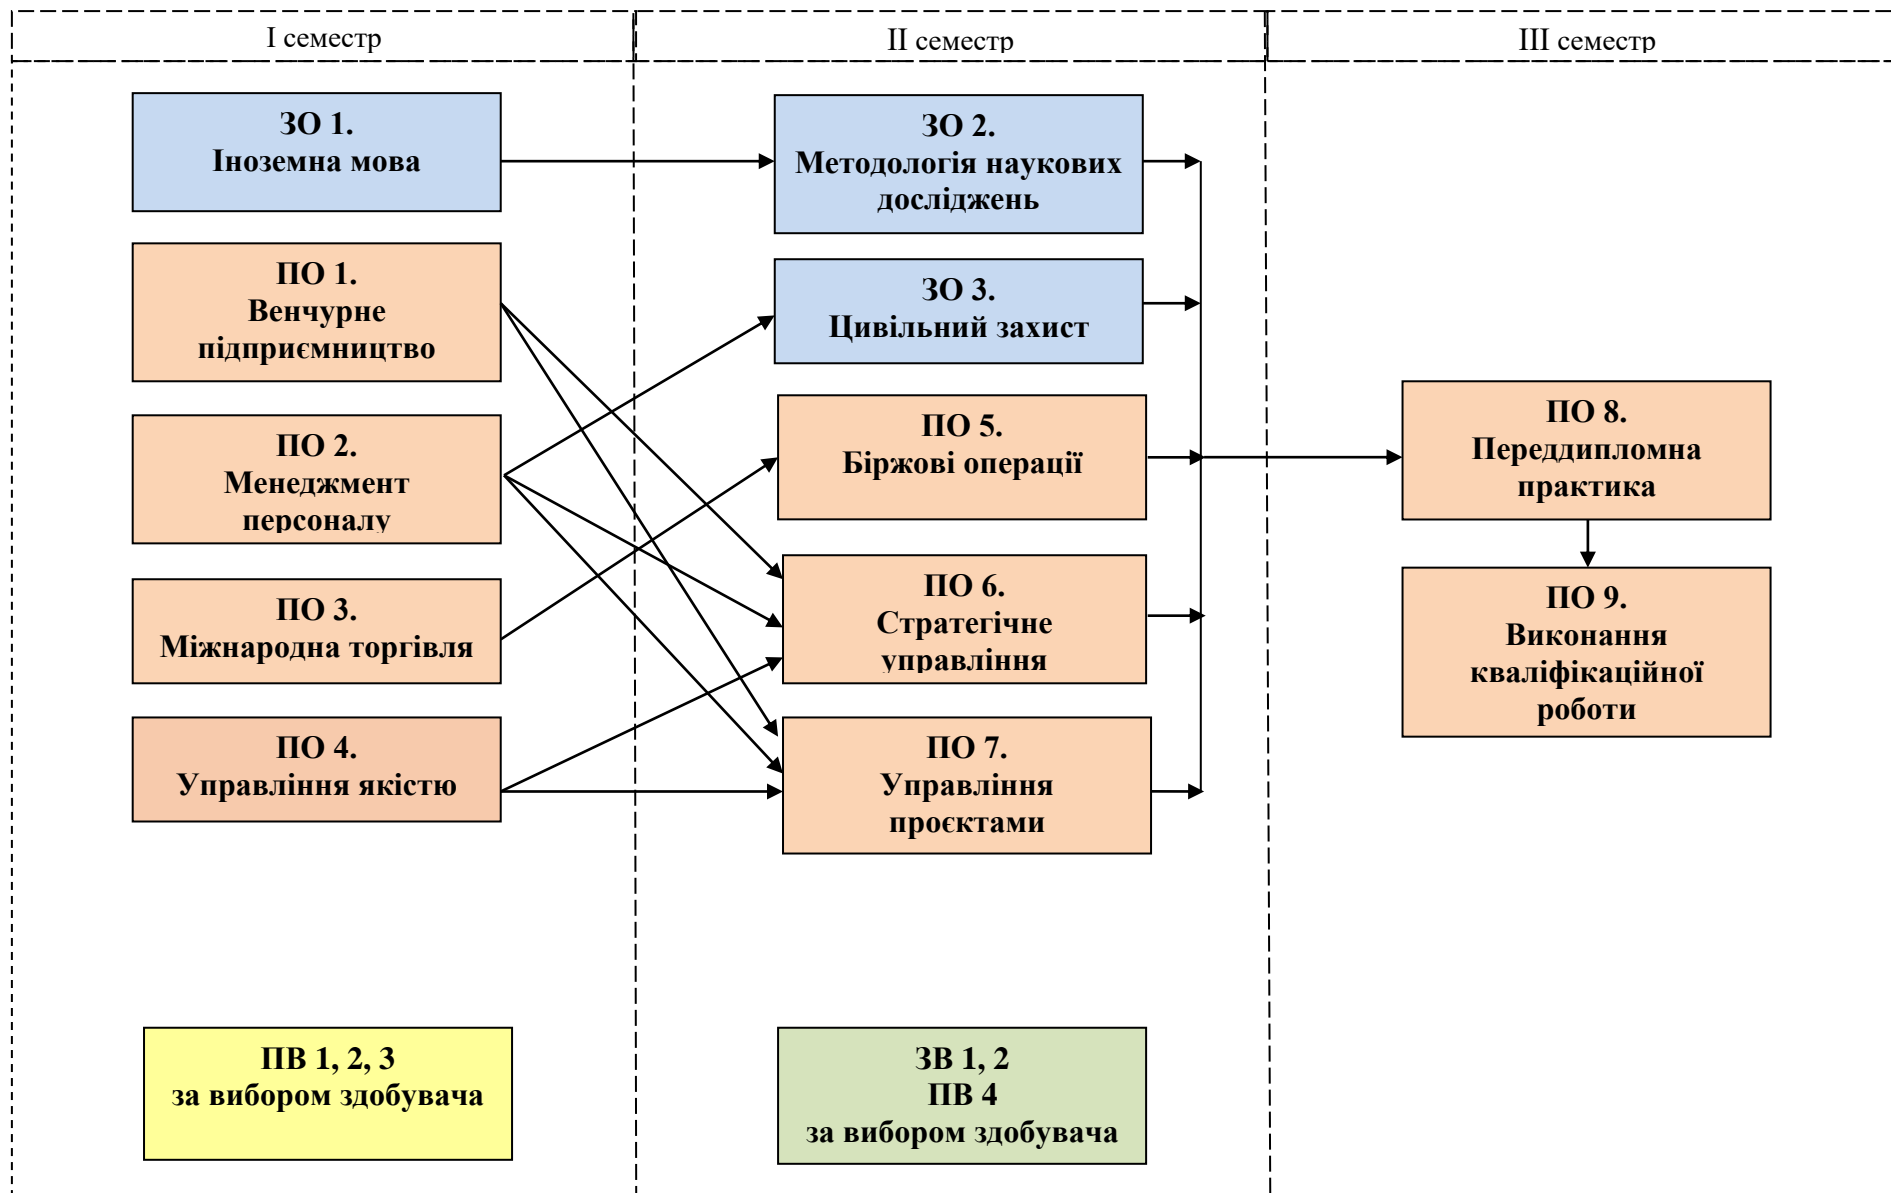 І семестр
ІІ семестр
ІІІ семестр
ЗО 1.
Іноземна мова
ПО 1.
Венчурне
підприємництво
ПО 2.
Менеджмент
персоналу
ПО 3.
Міжнародна торгівля
ПО 4.
Управління якістю
ПВ 1, 2, 3
за вибором здобувача
ЗО 2.
Методологія наукових
досліджень
ЗО 3.
Цивільний захист
ПО 5.
Біржові операції
ПО 6.
Стратегічне
управління
ПО 7.
Управління
проєктами
ЗВ 1, 2
ПВ 4
за вибором здобувача
ПО 8.
Переддипломна
практика
ПО 9.
Виконання
кваліфікаційної
роботи